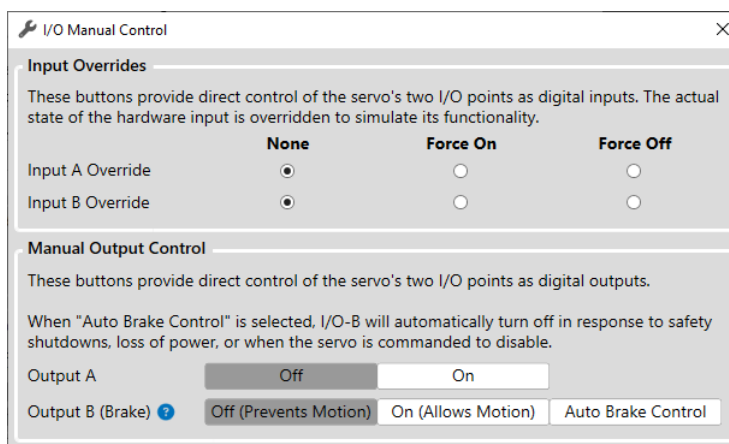 I/O Manual Control
Input Overrides
These buttons provide direct control of the servo's two I/O points as digital inputs. The actual
state of the hardware input is overridden to simulate its functionality.
None Force On Force Off
Input A Override
Input B Override
Manual Output Control
These buttons provide direct control of the servo's two I/O points as digital outputs.
When "Auto Brake Control" is selected, I/O-B will automatically turn off in response to safety
shutdowns, loss of power, or when the servo is commanded to disable.
Output A Off On
Output B (Brake) ? Off (Prevents Motion) On (Allows Motion) Auto Brake Control